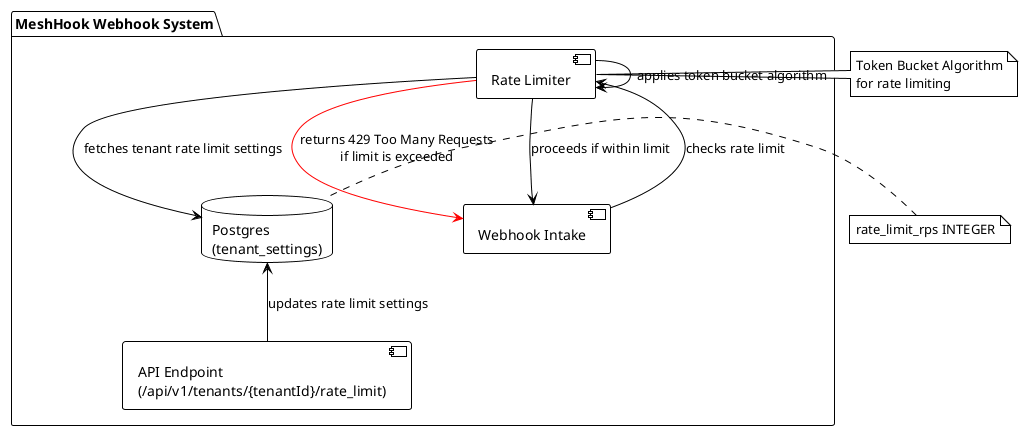 MeshHook Webhook System
Rate Limiter
applies token bucket algorithm
Token Bucket Algorithm
for rate limiting
fetches tenant rate limit settings
returns 429 Too Many Requests
if limit is exceeded
proceeds if within limit
checks rate limit
Postgres
(tenant_settings)
Webhook Intake
rate_limit_rps INTEGER
updates rate limit settings
API Endpoint
(/api/v1/tenants/{tenantId}/rate_limit)